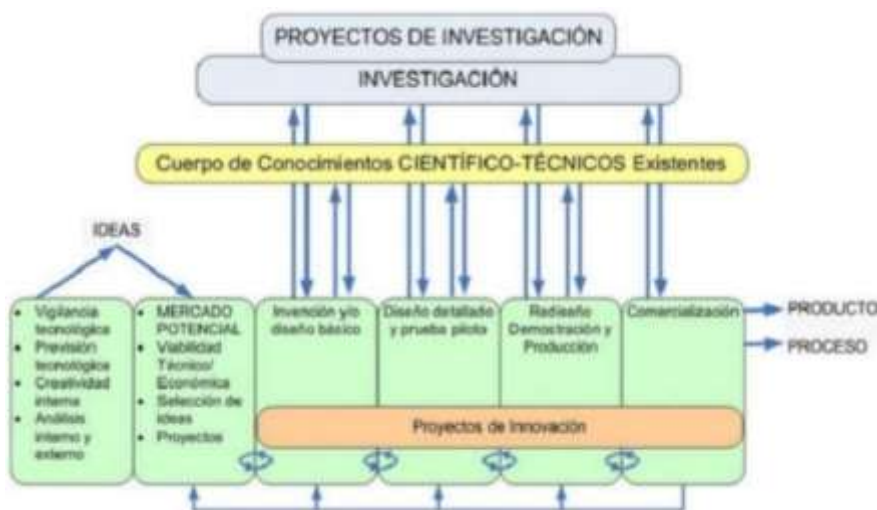 PROYECTOS DE INVESTIGACIÓN
INVESTIGACIÓN
Cuerpo de Conocimientos CIENTÍFICO-TÉCNICOS Existentes
IDEAS
• Vigilancia
tecnológica
• Previsión
tecnológica
• Creatividad
interna
• Análisis
interno y
externo
• MERCADO
POTENCIAL
• Viabilidad
Técnico/
Económica
• Selección de
ideas
• Proyectos
Invención y/o
diseño básico
Diseño detallado
y prueba piloto
Rediseño
Demostración y
Producción
Comercialización
PRODUCTO
PROCESO
Proyectos de Innovación